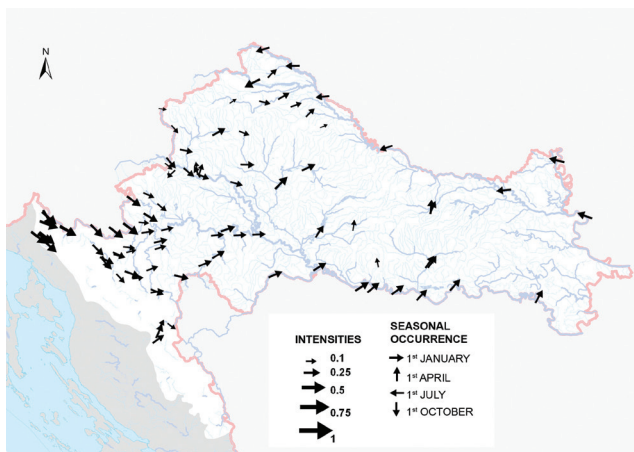 N
INTENSITIES
0.1
0.25
0.5
0.75
1
SEASONAL
OCCURRENCE
1st JANUARY
1st APRIL
1st JULY
1st OCTOBER